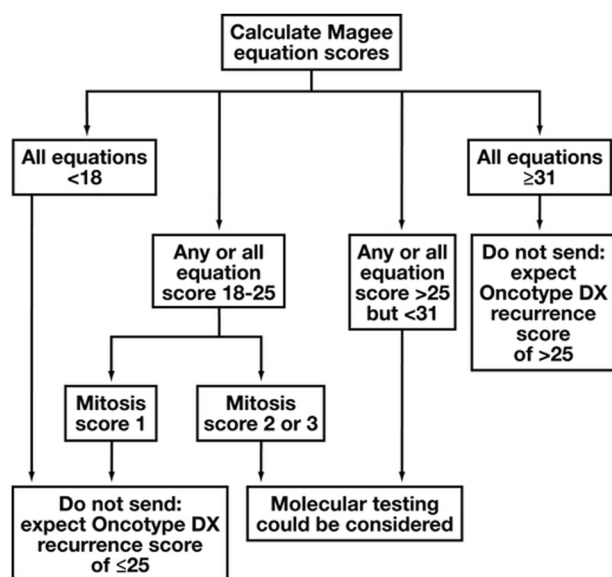 Calculate Magee
equation scores
All equations
<18
All equations
≥31
Any or all
equation
score 18-25
Any or all
equation
score >25
but <31
Do not send:
expect
Oncotype DX
recurrence
score
of >25
Mitosis
score 1
Mitosis
score 2 or 3
Do not send:
expect Oncotype DX
recurrence score
of ≤25
Molecular testing
could be considered